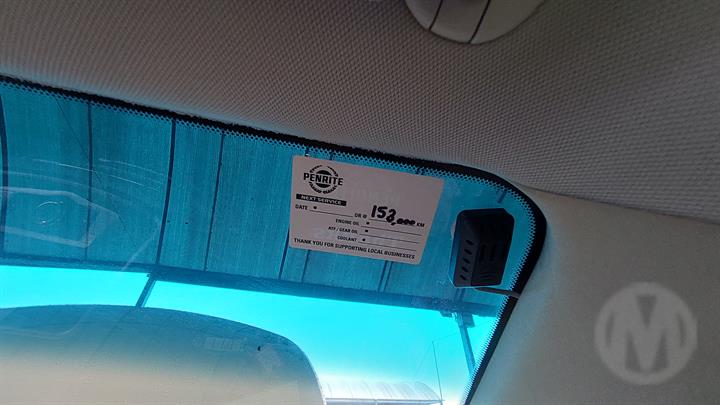 PENRITE
NEXT SERVICE
DATE OR @ 153,000 KM
ENGINE OIL
ATF / GEAR OIL
COOLANT
THANK YOU FOR SUPPORTING LOCAL BUSINESSES
M